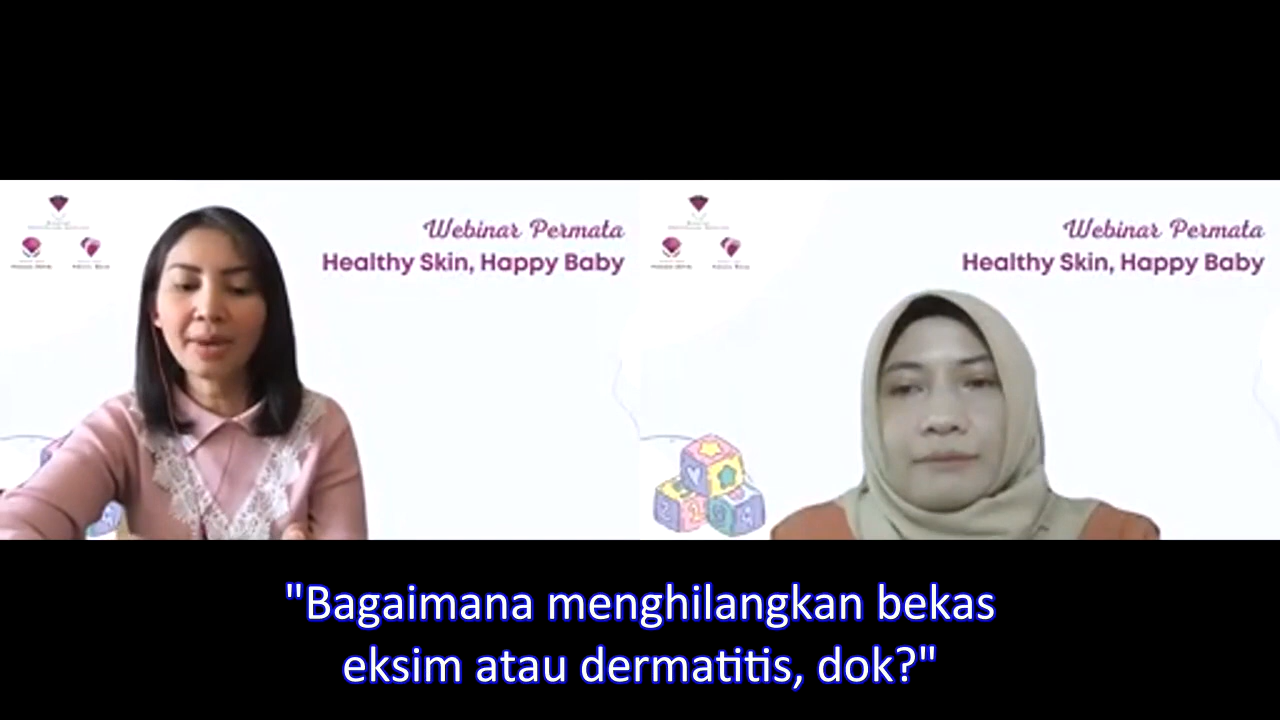 Webinar Permata
Healthy Skin, Happy Baby
Webinar Permata
Healthy Skin, Happy Baby
"Bagaimana menghilangkan bekas
eksim atau dermatitis, dok?"